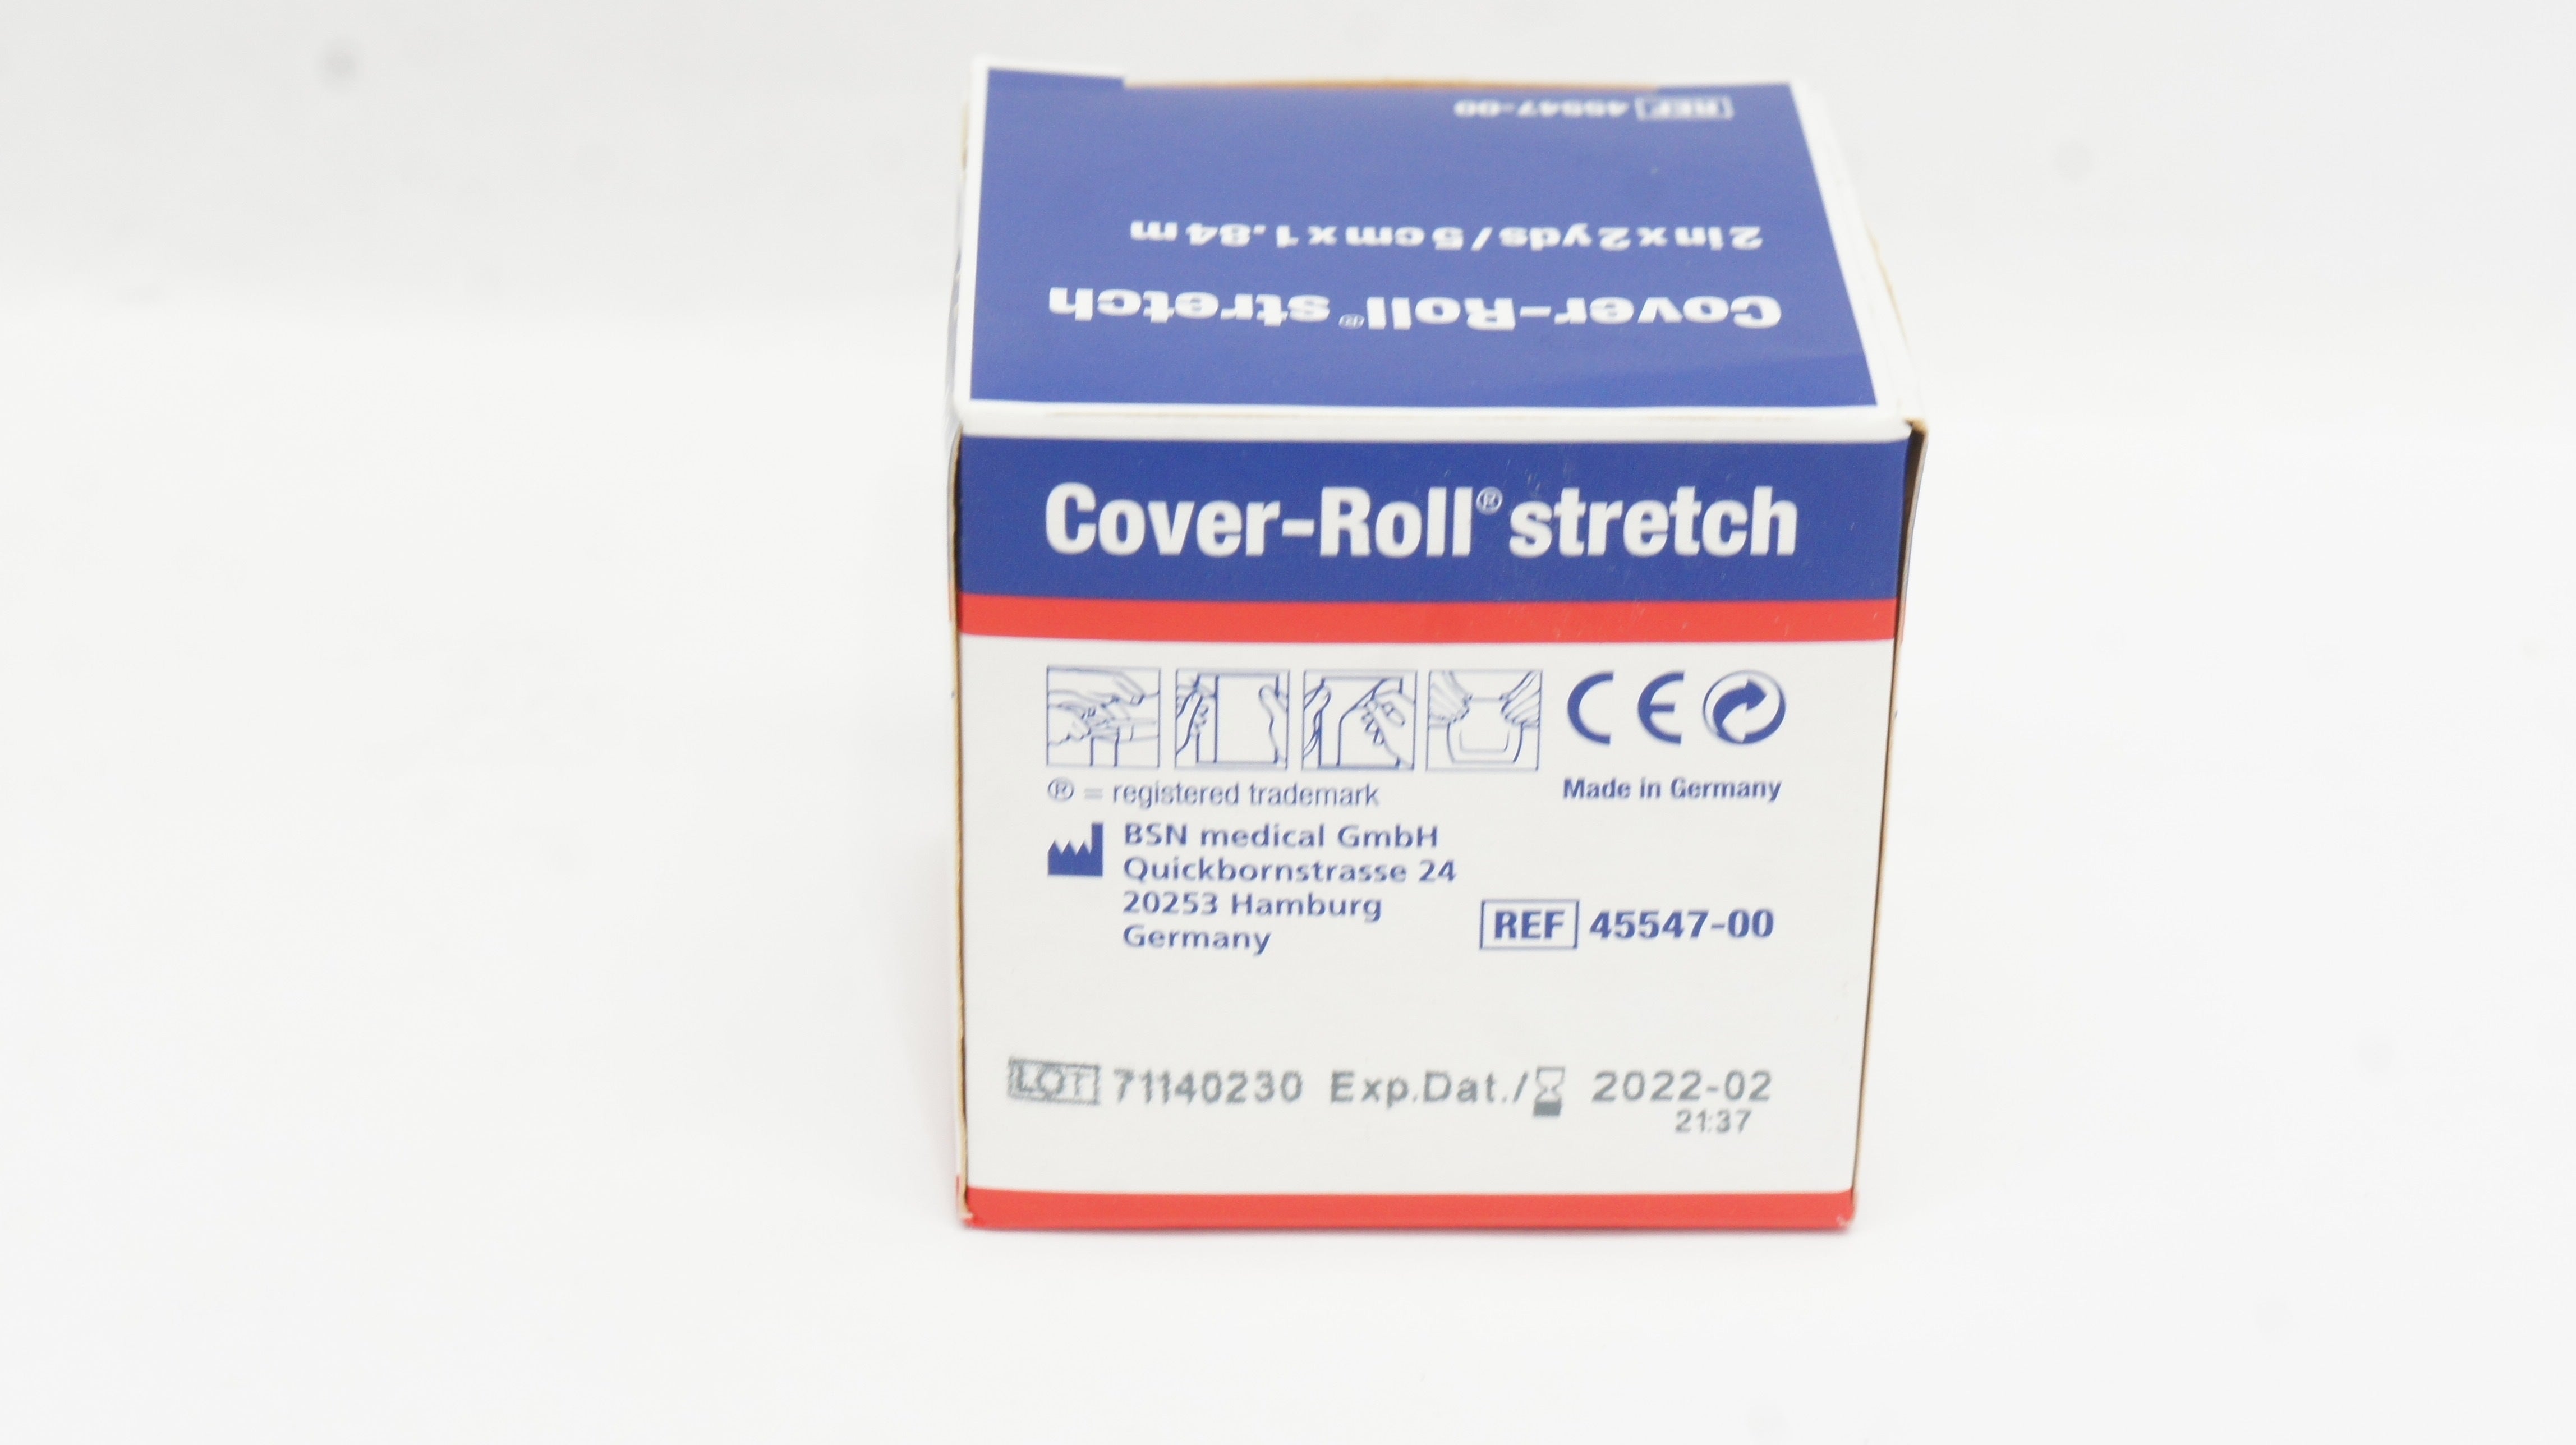 REF 45547-00
2 in x 2 yds / 5 cm x 1.84 m
Cover-Roll® stretch
Cover-Roll® stretch
CE
® = registered trademark
Made in Germany
BSN medical GmbH
Quickbornstrasse 24
20253 Hamburg
Germany
REF 45547-00
LOT 71140230 Exp.Dat./ 2022-02
21:37